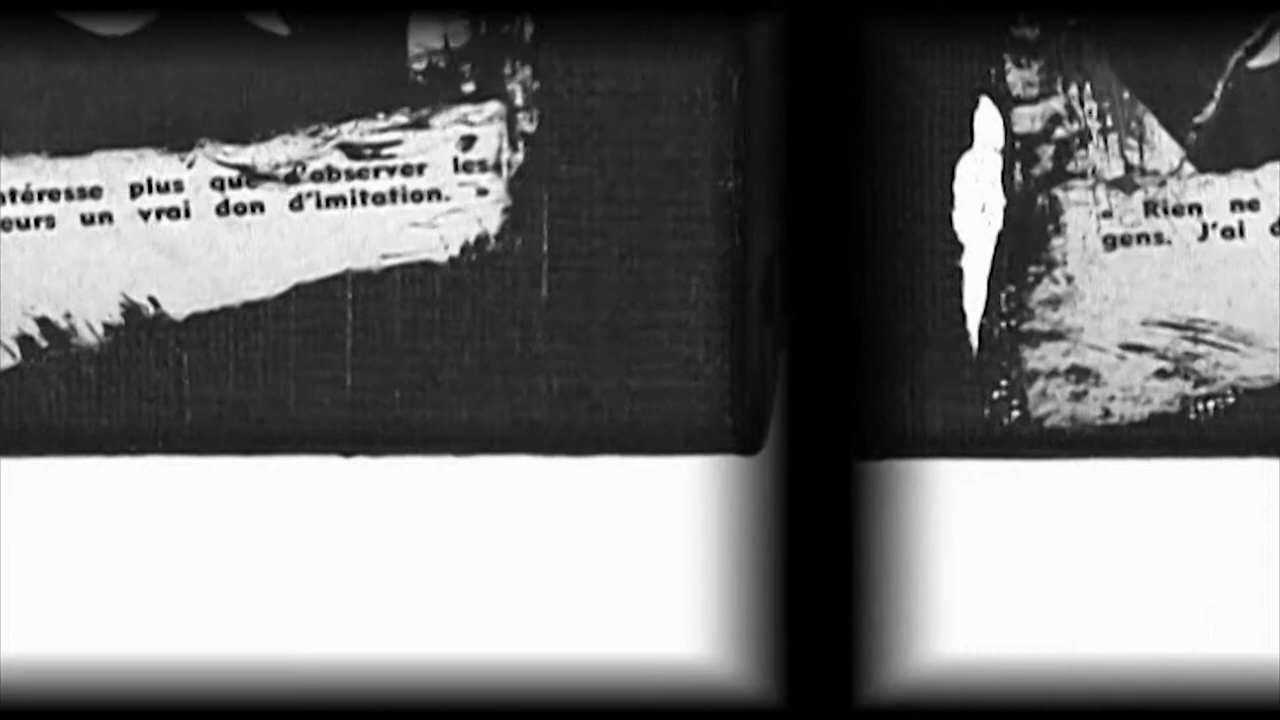 ntéresse plus que d'observer les
eurs un vrai don d'imitation. »
« Rien ne
gens. J'ai d